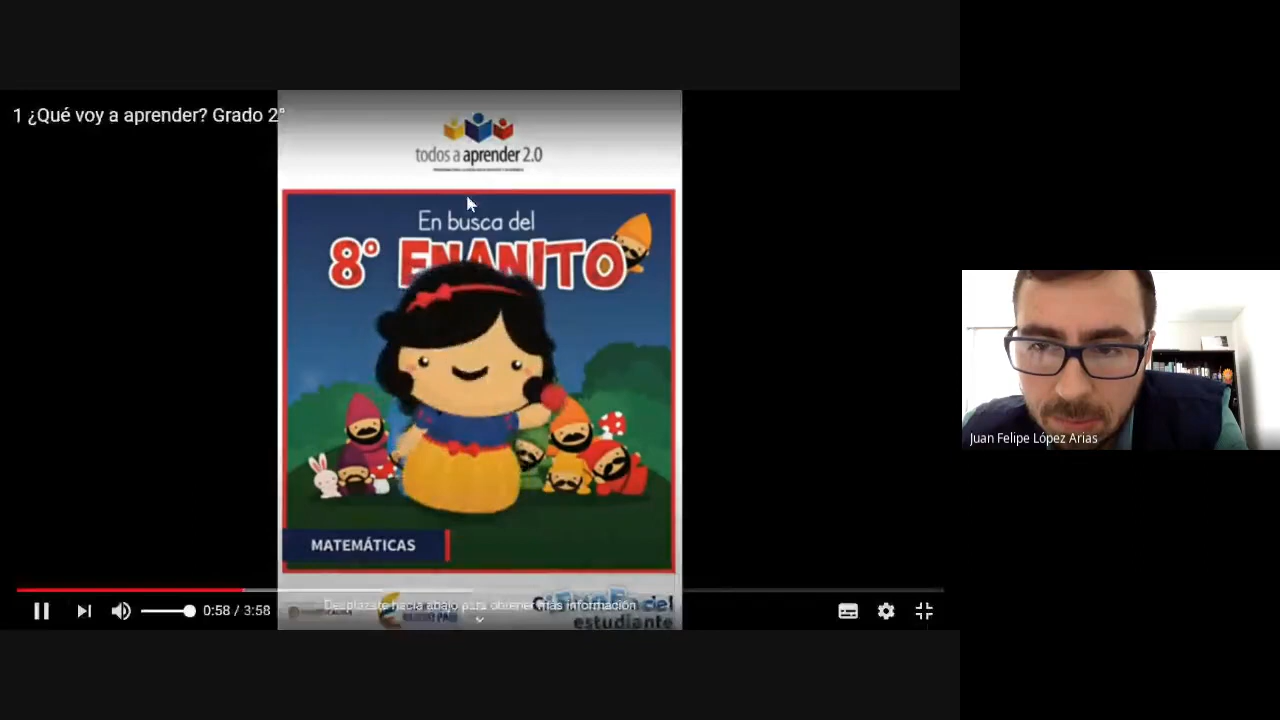 1 ¿Qué voy a aprender? Grado 2°
todos a aprender 2.0
En busca del
8° ENANITO
MATEMÁTICAS
Desplázate hacia abajo para obtener más información
del
estudiante
0:58 / 3:58
Juan Felipe López Arias